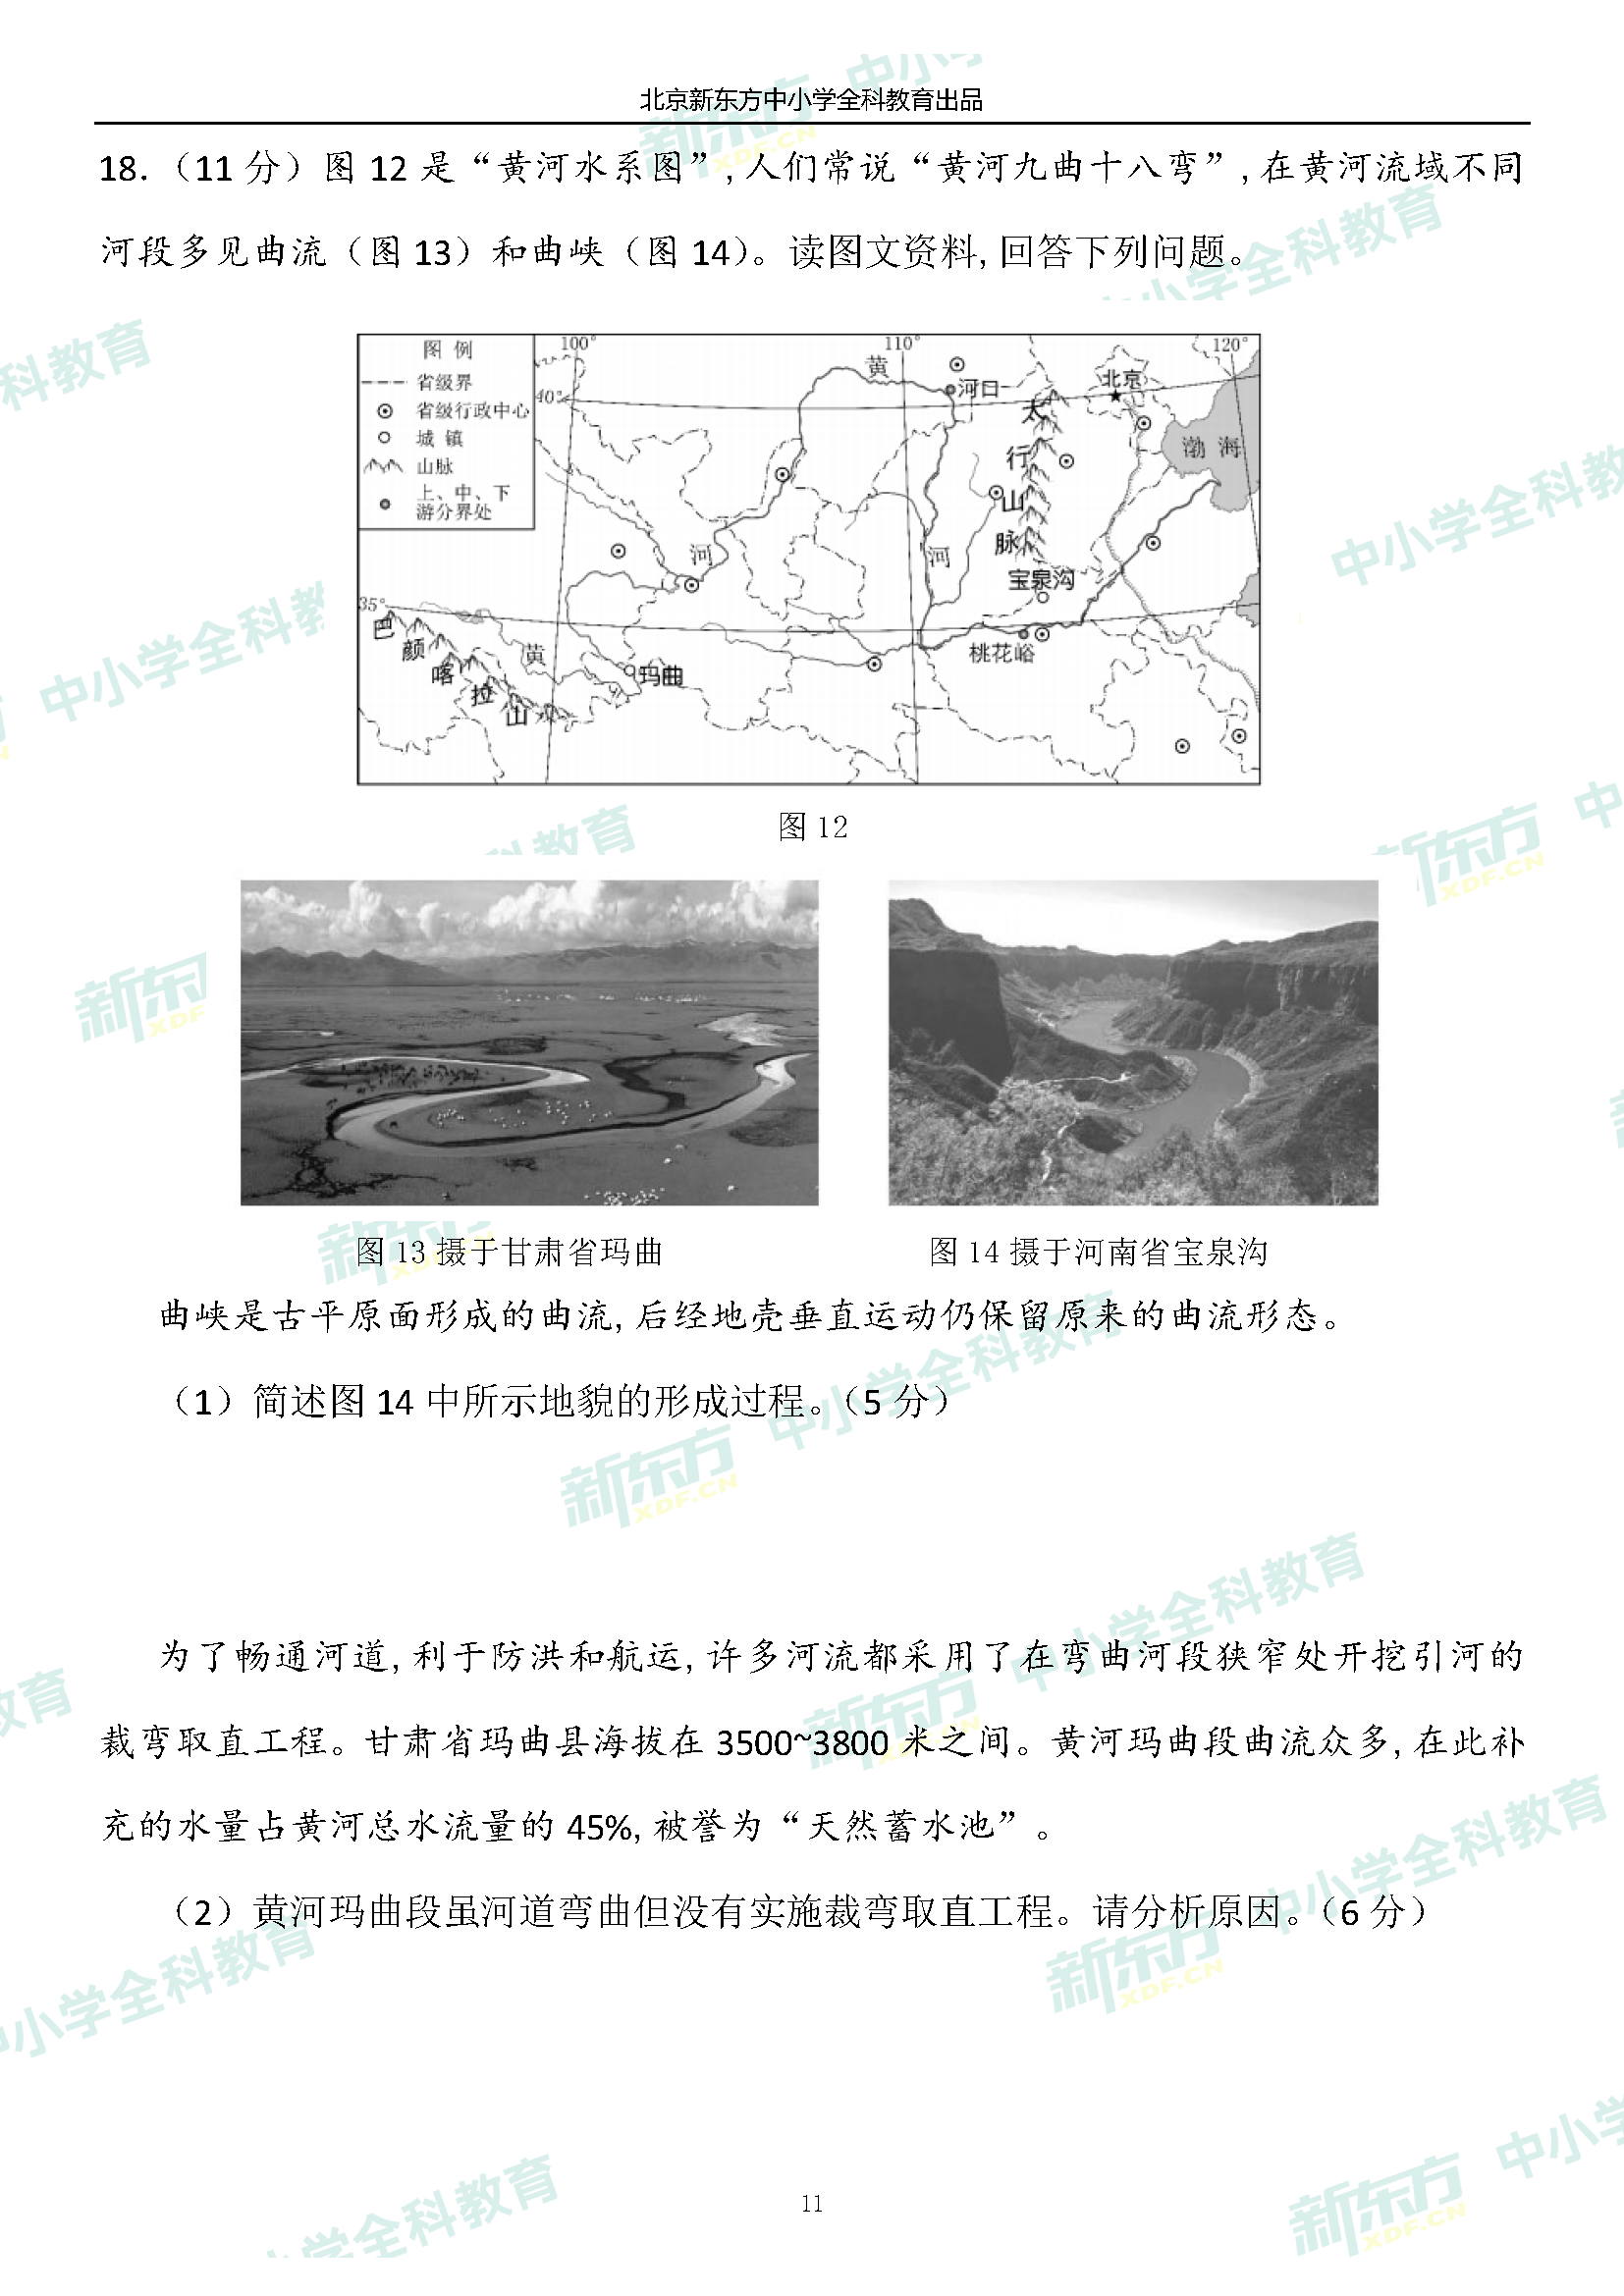 北京新东方中小学全科教育出品
18.（11 分）图 12 是“黄河水系图”,人们常说“黄河九曲十八弯”,在黄河流域不同
河段多见曲流（图 13）和曲峡（图 14）。读图文资料,回答下列问题。
图 例
省级界
省级行政中心
城 镇
山脉
上、中、下
游分界处
100°
110°
120°
40°
35°
黄
河口
北京
渤 海
太
行
山
脉
河
河
宝泉沟
桃花峪
巴
颜
喀
拉
山
黄
玛曲
图 12
图 13 摄于甘肃省玛曲
图 14 摄于河南省宝泉沟
曲峡是古平原面形成的曲流,后经地壳垂直运动仍保留原来的曲流形态。
（1）简述图 14 中所示地貌的形成过程。（5 分）
为了畅通河道,利于防洪和航运,许多河流都采用了在弯曲河段狭窄处开挖引河的
裁弯取直工程。甘肃省玛曲县海拔在 3500~3800 米之间。黄河玛曲段曲流众多,在此补
充的水量占黄河总水流量的 45%,被誉为“天然蓄水池”。
（2）黄河玛曲段虽河道弯曲但没有实施裁弯取直工程。请分析原因。（6 分）
11
新东方 XDF.CN 中小学全科教育